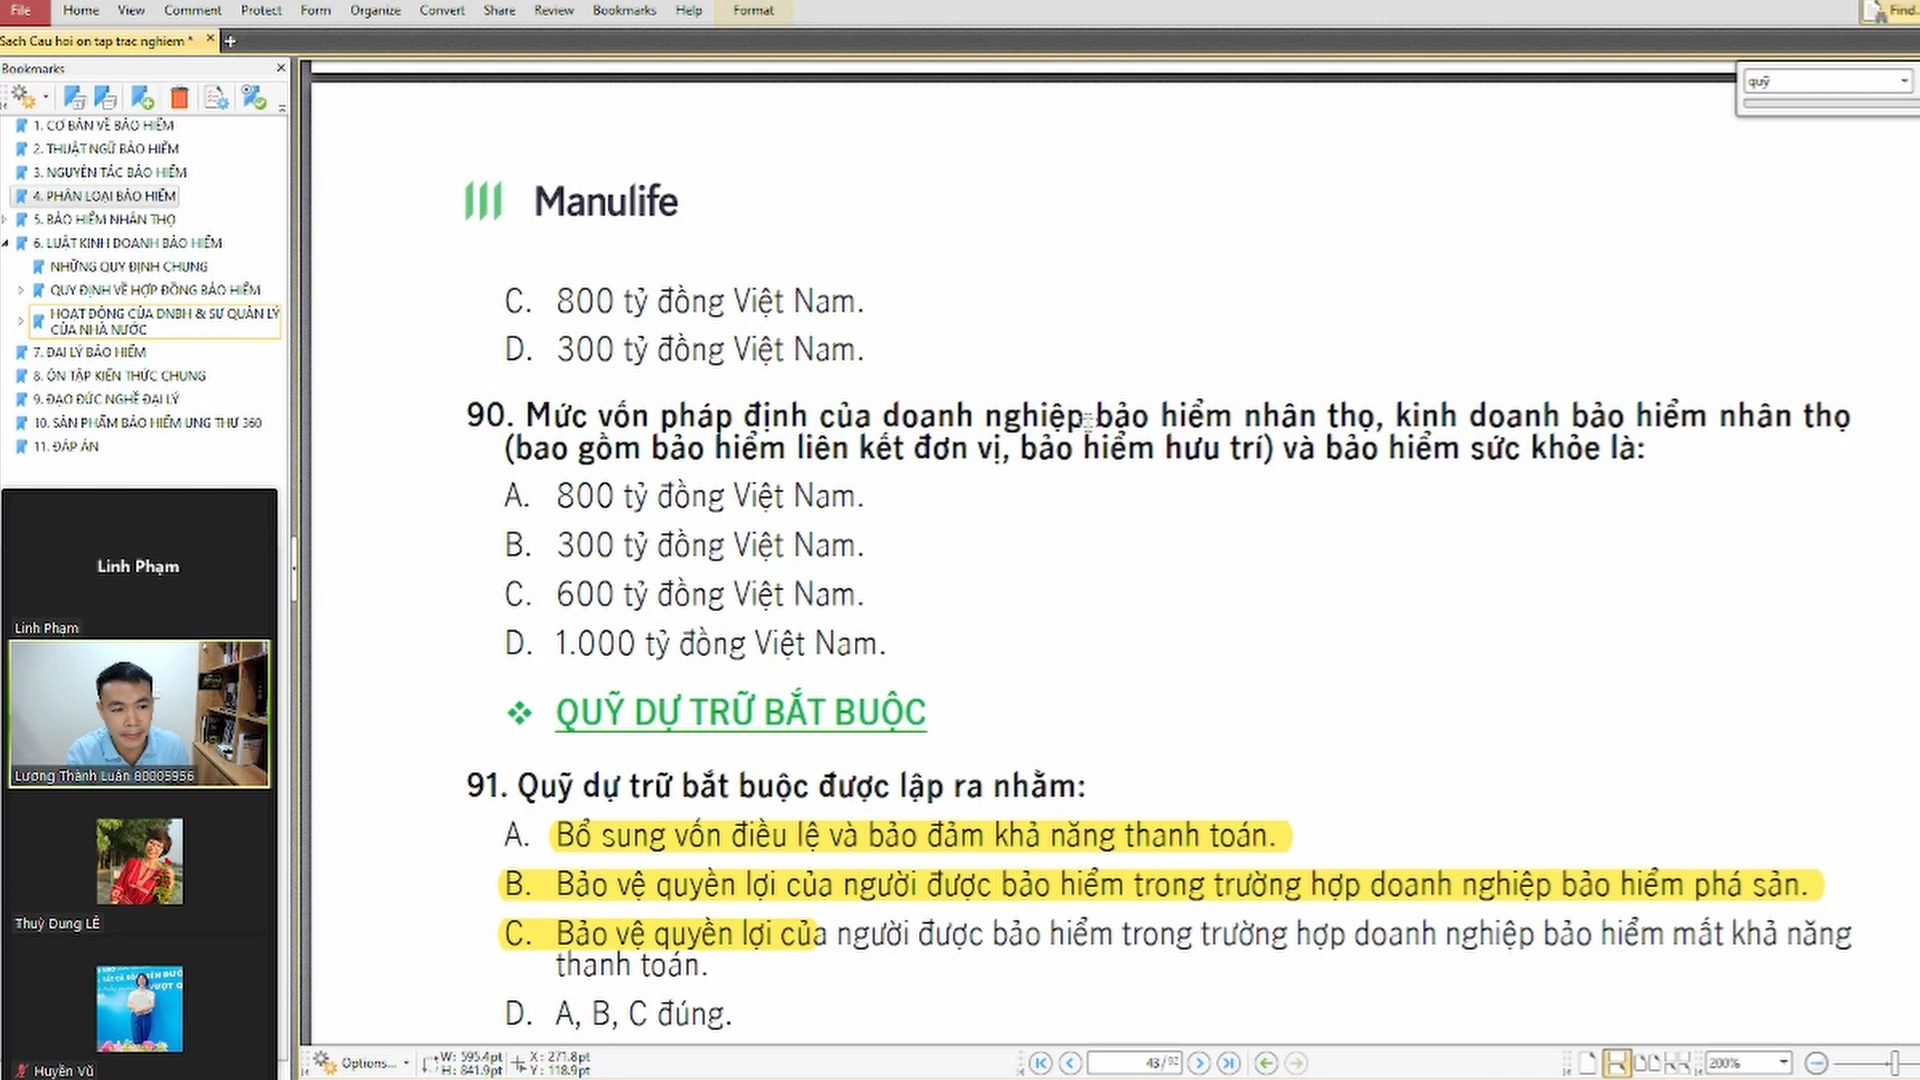 File Home View Comment Protect Form Organize Convert Share Review Bookmarks Help Format Find...
Sach Cau hoi on tap trac nghiem *
Bookmarks
quỹ
1. CƠ BẢN VỀ BẢO HIỂM
2. THUẬT NGỮ BẢO HIỂM
3. NGUYÊN TẮC BẢO HIỂM
4. PHÂN LOẠI BẢO HIỂM
5. BẢO HIỂM NHÂN THỌ
6. LUẬT KINH DOANH BẢO HIỂM
NHỮNG QUY ĐỊNH CHUNG
QUY ĐỊNH VỀ HỢP ĐỒNG BẢO HIỂM
HOẠT ĐỘNG CỦA DNBH & SỰ QUẢN LÝ
CỦA NHÀ NƯỚC
7. ĐẠI LÝ BẢO HIỂM
8. ÔN TẬP KIẾN THỨC CHUNG
9. ĐẠO ĐỨC NGHỀ ĐẠI LÝ
10. SẢN PHẨM BẢO HIỂM UNG THƯ 360
11. ĐÁP ÁN
Linh Phạm
Linh Phạm
Lương Thành Luân 80005956
Thuỳ Dung LÊ
Huyền Vũ
Manulife
C. 800 tỷ đồng Việt Nam.
D. 300 tỷ đồng Việt Nam.
90. Mức vốn pháp định của doanh nghiệp bảo hiểm nhân thọ, kinh doanh bảo hiểm nhân thọ
(bao gồm bảo hiểm liên kết đơn vị, bảo hiểm hưu trí) và bảo hiểm sức khỏe là:
A. 800 tỷ đồng Việt Nam.
B. 300 tỷ đồng Việt Nam.
C. 600 tỷ đồng Việt Nam.
D. 1.000 tỷ đồng Việt Nam.
❖ QUỸ DỰ TRỮ BẮT BUỘC
91. Quỹ dự trữ bắt buộc được lập ra nhằm:
A. Bổ sung vốn điều lệ và bảo đảm khả năng thanh toán.
B. Bảo vệ quyền lợi của người được bảo hiểm trong trường hợp doanh nghiệp bảo hiểm phá sản.
C. Bảo vệ quyền lợi của người được bảo hiểm trong trường hợp doanh nghiệp bảo hiểm mất khả năng
thanh toán.
D. A, B, C đúng.
Options... W: 595.4pt X: 271.8pt 43/92 200%
H: 841.9pt Y: 118.9pt